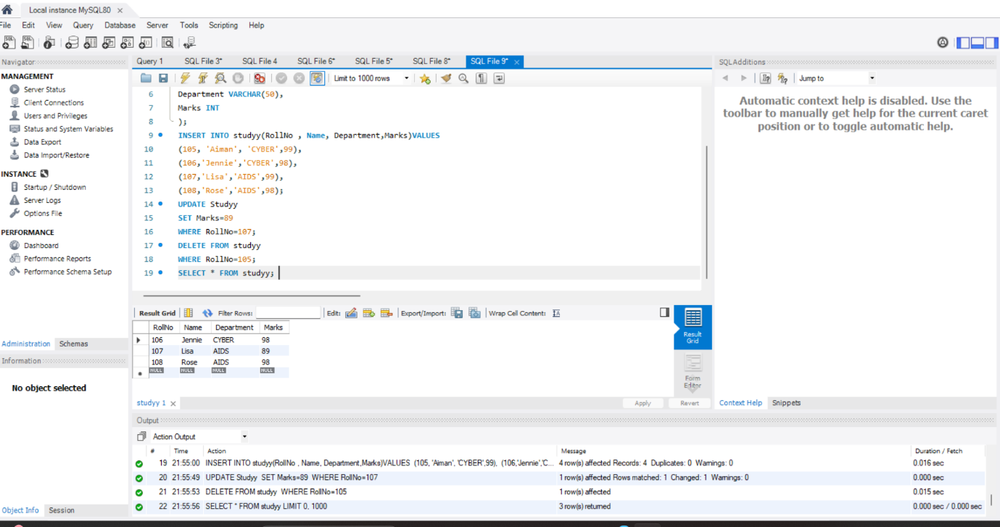 Local instance MySQL80 ×
File Edit View Query Database Server Tools Scripting Help
Navigator
MANAGEMENT
Server Status
Client Connections
Users and Privileges
Status and System Variables
Data Export
Data Import/Restore
INSTANCE
Startup / Shutdown
Server Logs
Options File
PERFORMANCE
Dashboard
Performance Reports
Performance Schema Setup
Administration Schemas
Information
No object selected
Object Info Session
Query 1 SQL File 3* SQL File 4 SQL File 6* SQL File 5* SQL File 8* SQL File 9* ×
Limit to 1000 rows
6 Department VARCHAR(50),
7 Marks INT
8 );
9 INSERT INTO studyy(RollNo , Name, Department,Marks)VALUES
10 (105, 'Aiman', 'CYBER',99),
11 (106,'Jennie','CYBER',98),
12 (107,'Lisa','AIDS',99),
13 (108,'Rose','AIDS',98);
14 UPDATE Studyy
15 SET Marks=89
16 WHERE RollNo=107;
17 DELETE FROM studyy
18 WHERE RollNo=105;
19 SELECT * FROM studyy;
Result Grid Filter Rows: Edit: Export/Import: Wrap Cell Content:
RollNo Name Department Marks
106 Jennie CYBER 98
107 Lisa AIDS 89
108 Rose AIDS 98
NULL NULL NULL NULL
Result
Grid
Form
Editor
studyy 1 × Apply Revert
SQLAdditions
Jump to
Automatic context help is disabled. Use the
toolbar to manually get help for the current caret
position or to toggle automatic help.
Context Help Snippets
Output
Action Output
# Time Action Message Duration / Fetch
19 21:55:00 INSERT INTO studyy(RollNo , Name, Department,Marks)VALUES (105, 'Aiman', 'CYBER',99), (106,'Jennie','C... 4 row(s) affected Records: 4 Duplicates: 0 Warnings: 0 0.016 sec
20 21:55:49 UPDATE Studyy SET Marks=89 WHERE RollNo=107 1 row(s) affected Rows matched: 1 Changed: 1 Warnings: 0 0.000 sec
21 21:55:53 DELETE FROM studyy WHERE RollNo=105 1 row(s) affected 0.015 sec
22 21:55:56 SELECT * FROM studyy LIMIT 0, 1000 3 row(s) returned 0.000 sec / 0.000 sec